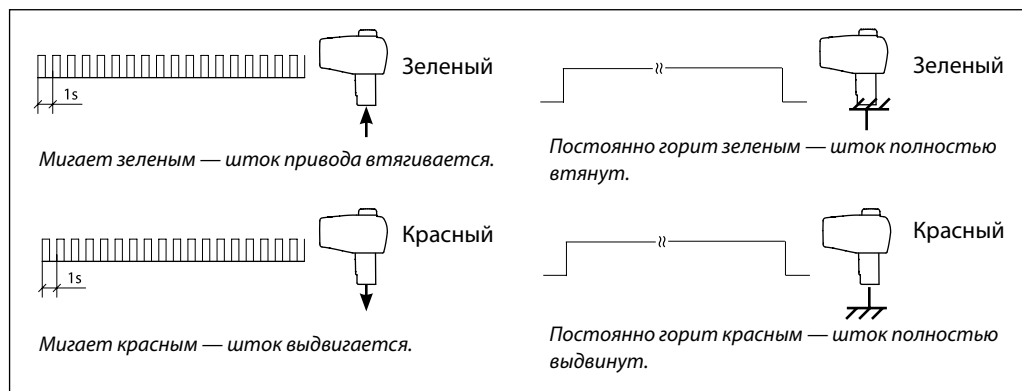 Зеленый
1s
Мигает зеленым — шток привода втягивается.
Зеленый
Постоянно горит зеленым — шток полностью
втянут.
Красный
1s
Мигает красным — шток выдвигается.
Красный
Постоянно горит красным — шток полностью
выдвинут.